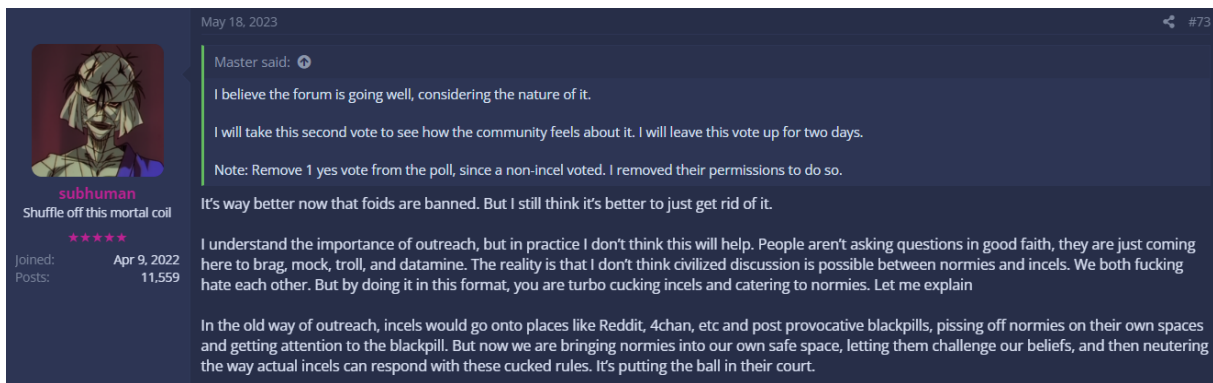 May 18, 2023
#73
Master said:
I believe the forum is going well, considering the nature of it.
I will take this second vote to see how the community feels about it. I will leave this vote up for two days.
Note: Remove 1 yes vote from the poll, since a non-incel voted. I removed their permissions to do so.
subhuman
Shuffle off this mortal coil
★★★★★
Joined: Apr 9, 2022
Posts: 11,559
It's way better now that foids are banned. But I still think it's better to just get rid of it.
I understand the importance of outreach, but in practice I don't think this will help. People aren't asking questions in good faith, they are just coming
here to brag, mock, troll, and datamine. The reality is that I don't think civilized discussion is possible between normies and incels. We both fucking
hate each other. But by doing it in this format, you are turbo cucking incels and catering to normies. Let me explain
In the old way of outreach, incels would go onto places like Reddit, 4chan, etc and post provocative blackpills, pissing off normies on their own spaces
and getting attention to the blackpill. But now we are bringing normies into our own safe space, letting them challenge our beliefs, and then neutering
the way actual incels can respond with these cucked rules. It's putting the ball in their court.